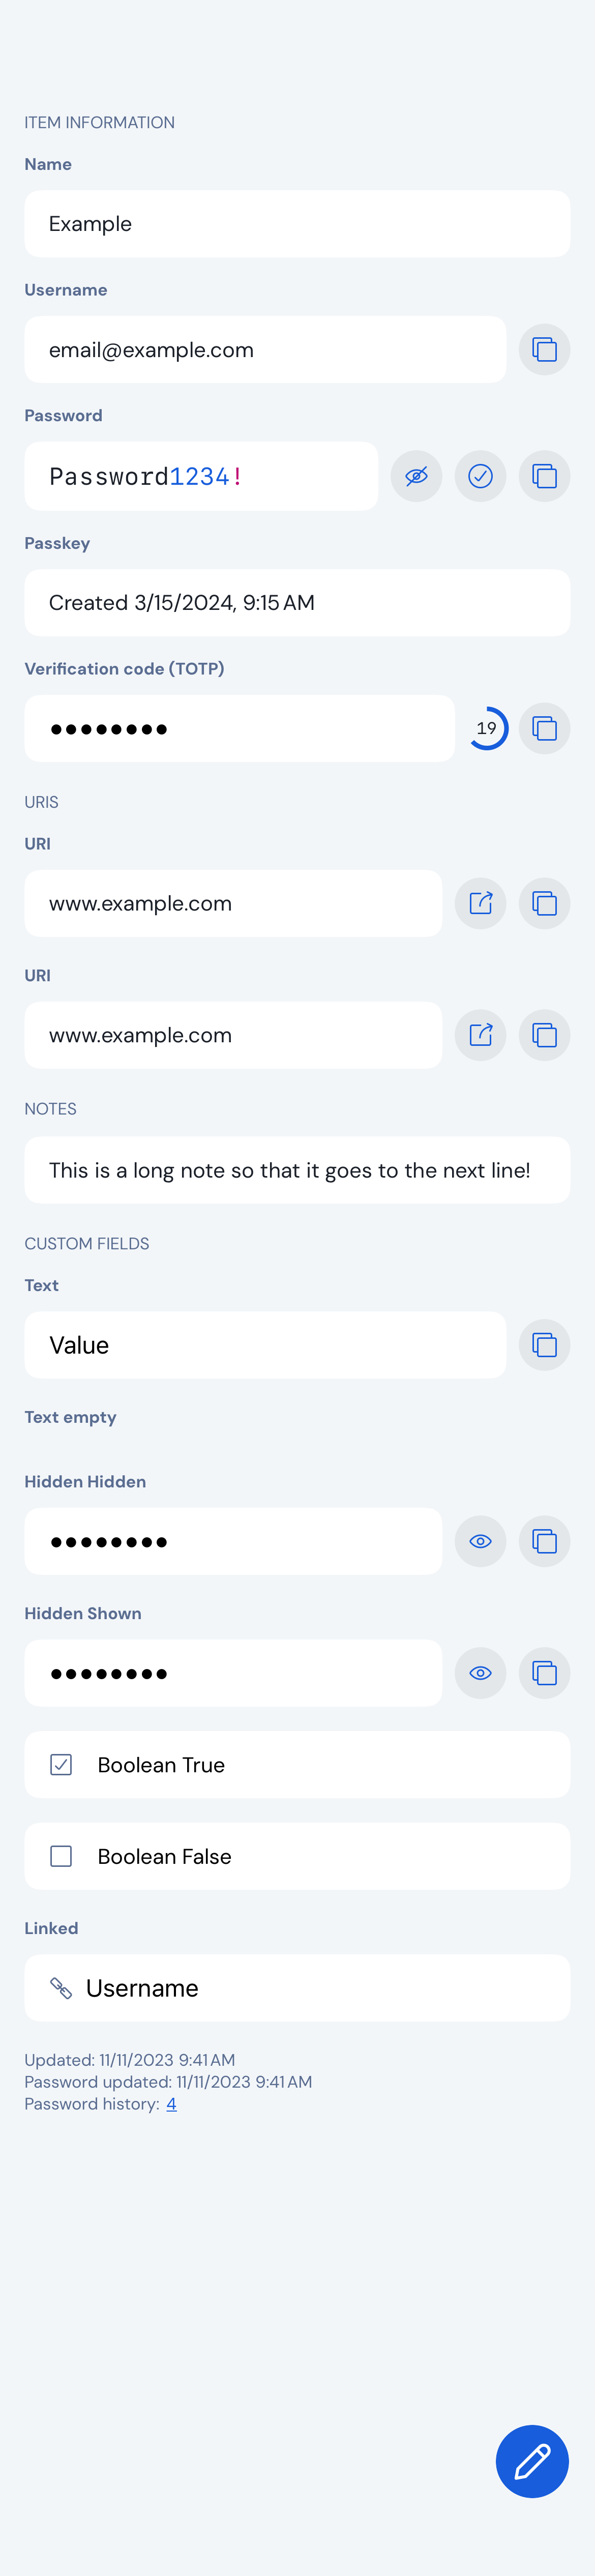 ITEM INFORMATION
Name
Example
Username
email@example.com
Password
Password1234!
Passkey
Created 3/15/2024, 9:15 AM
Verification code (TOTP)
●●●●●●●●
19
URIS
URI
www.example.com
URI
www.example.com
NOTES
This is a long note so that it goes to the next line!
CUSTOM FIELDS
Text
Value
Text empty
Hidden Hidden
●●●●●●●●
Hidden Shown
●●●●●●●●
Boolean True
Boolean False
Linked
Username
Updated: 11/11/2023 9:41 AM
Password updated: 11/11/2023 9:41 AM
Password history: 4